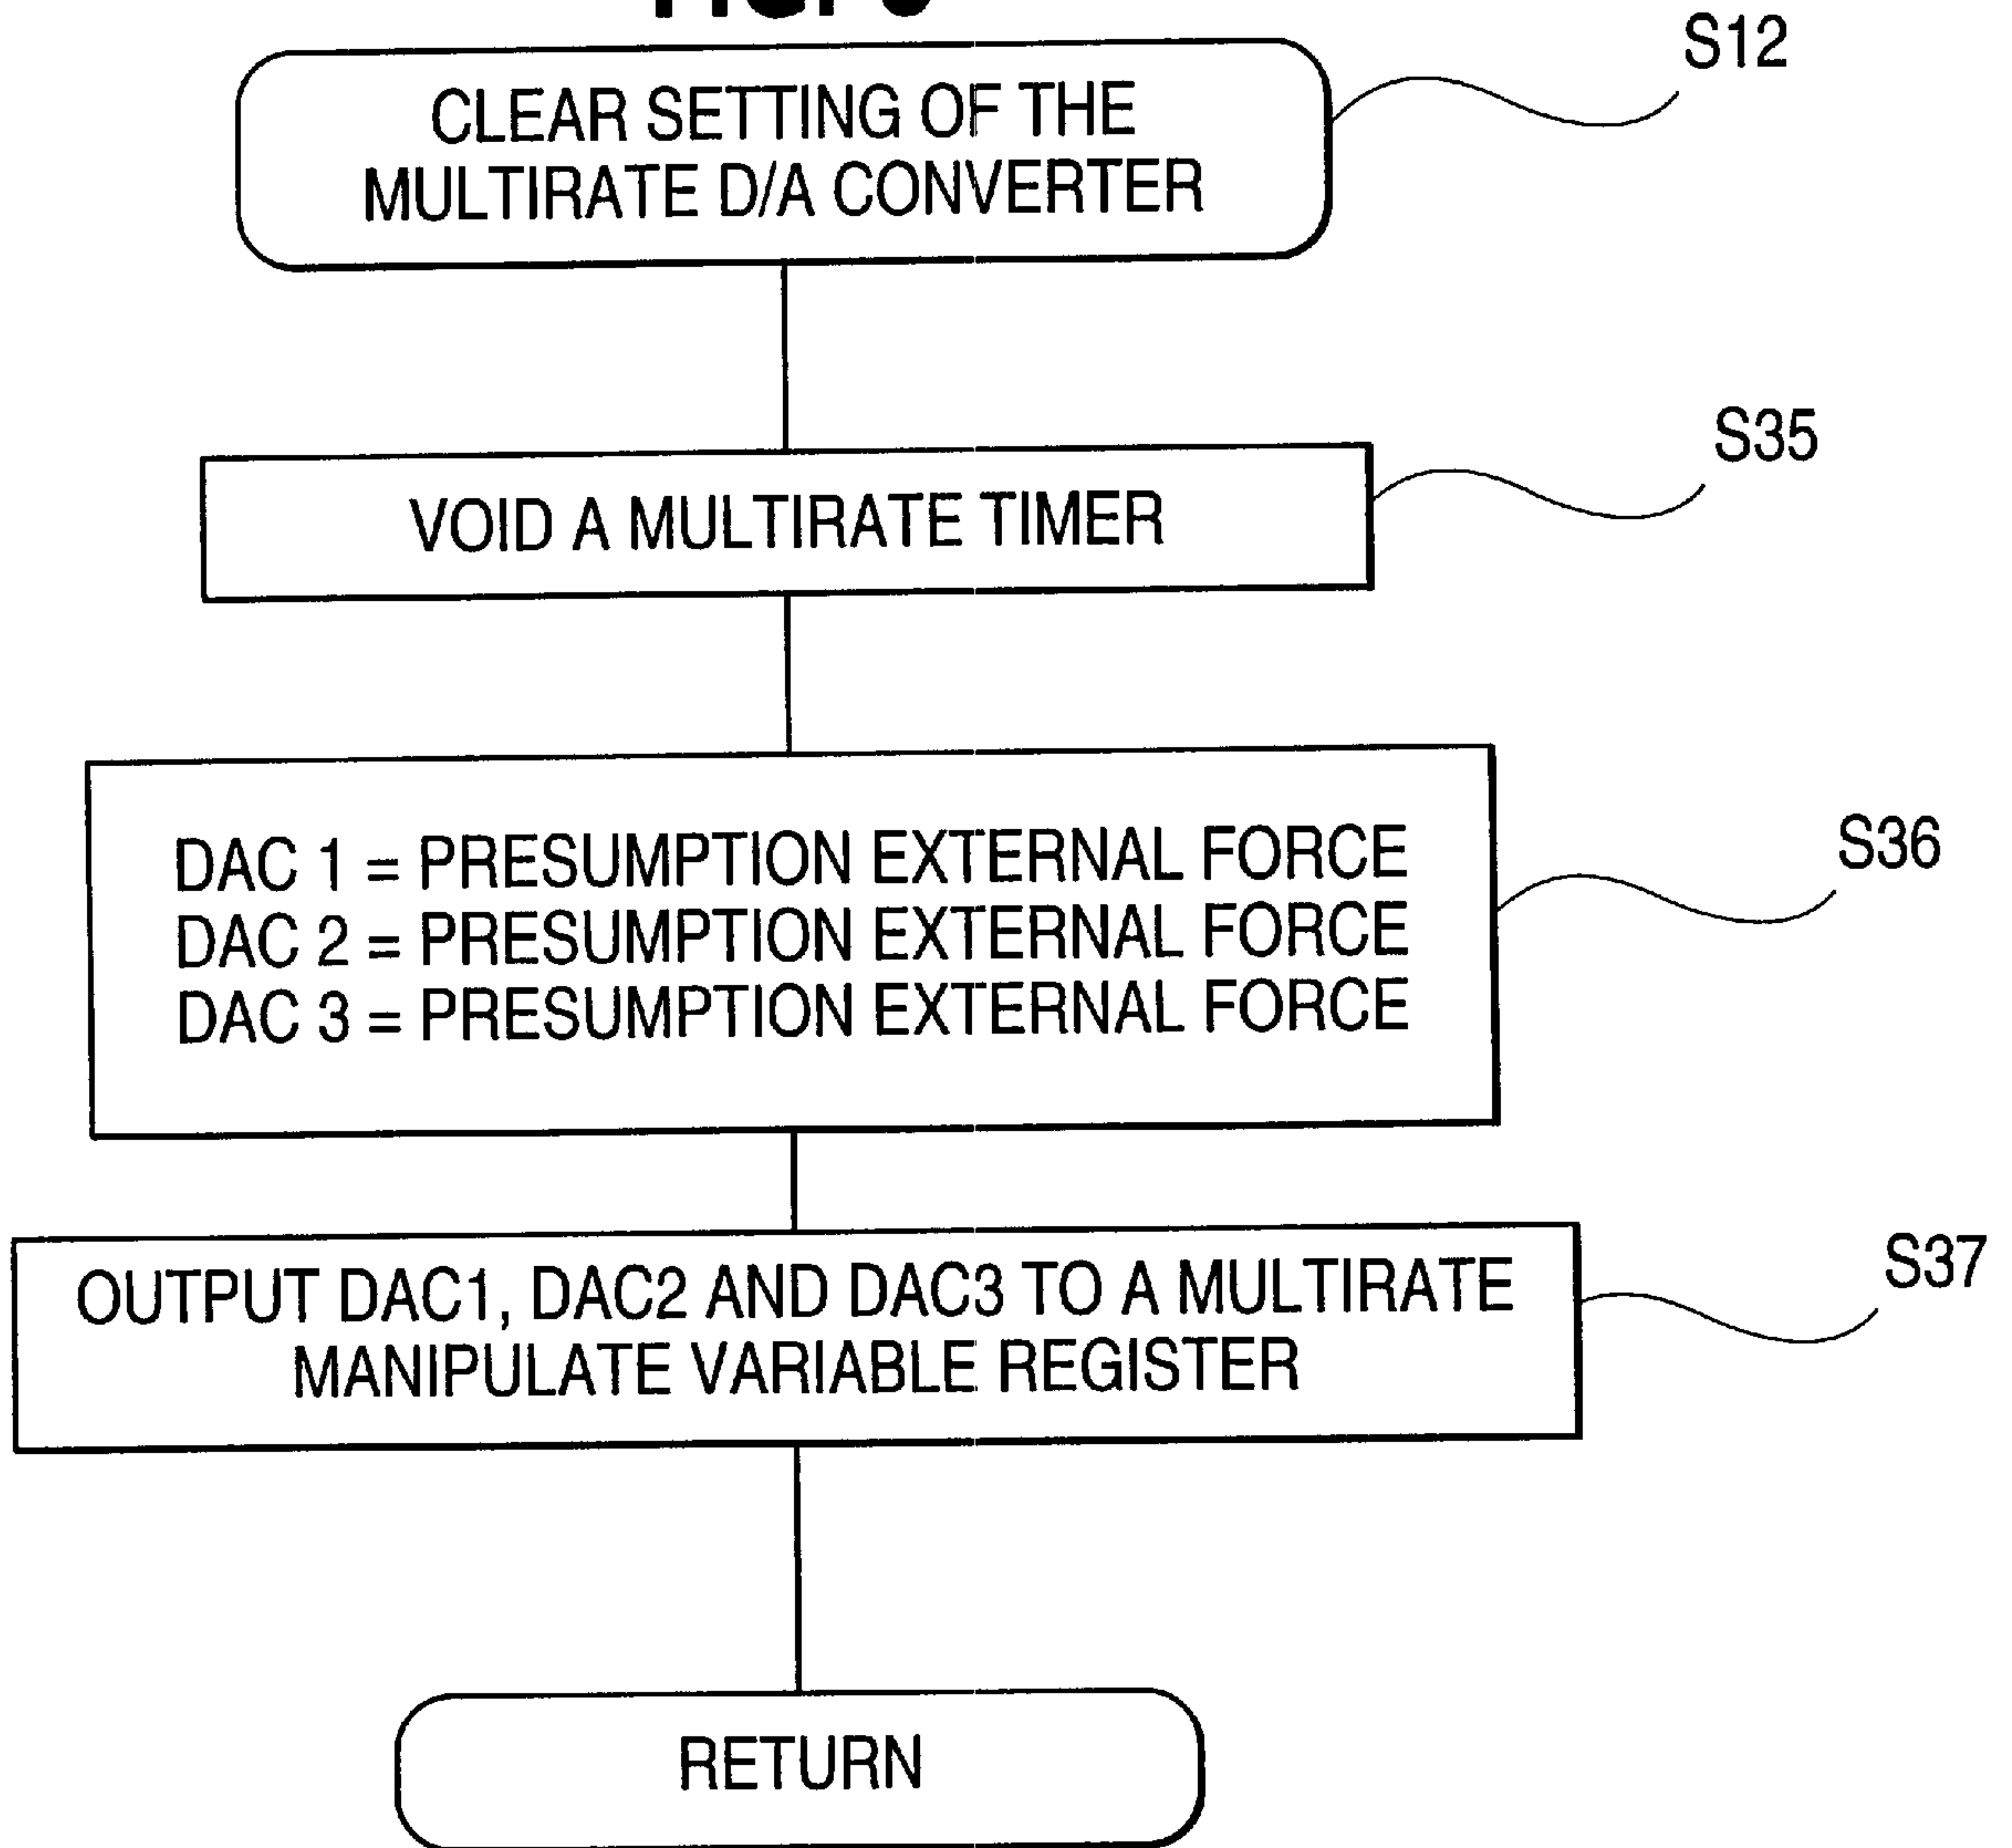 CLEAR SETTING OF THE
MULTIRATE D/A CONVERTER
S12
VOID A MULTIRATE TIMER
S35
DAC 1 = PRESUMPTION EXTERNAL FORCE
DAC 2 = PRESUMPTION EXTERNAL FORCE
DAC 3 = PRESUMPTION EXTERNAL FORCE
S36
OUTPUT DAC1, DAC2 AND DAC3 TO A MULTIRATE
MANIPULATE VARIABLE REGISTER
S37
RETURN